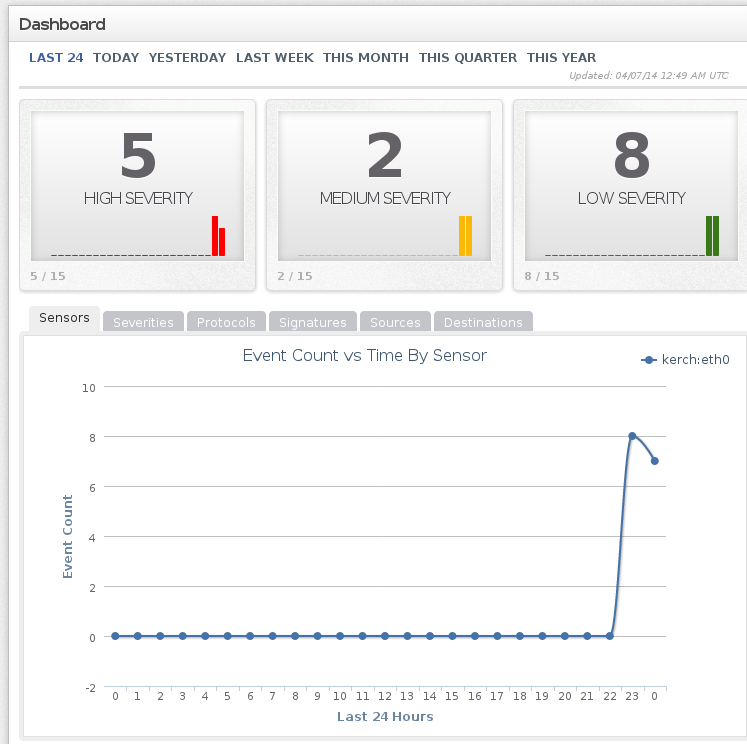 Dashboard
LAST 24 TODAY YESTERDAY LAST WEEK THIS MONTH THIS QUARTER THIS YEAR
Updated: 04/07/14 12:49 AM UTC
5 2 8
HIGH SEVERITY MEDIUM SEVERITY LOW SEVERITY
5 / 15 2 / 15 8 / 15
Sensors Severities Protocols Signatures Sources Destinations
Event Count vs Time By Sensor
kerch:eth0
10
8
6
4
2
0
-2
Event Count
0 1 2 3 4 5 6 7 8 9 10 11 12 13 14 15 16 17 18 19 20 21 22 23 0
Last 24 Hours